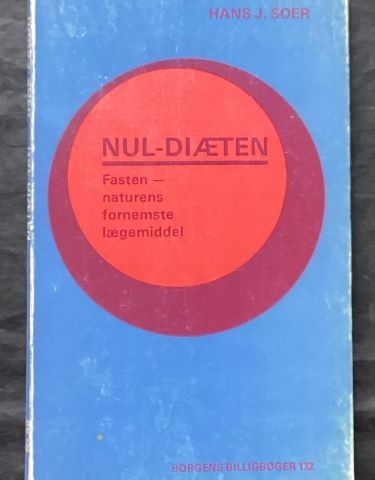 HANS J. SOER
NUL-DIÆTEN
Fasten —
naturens
fornemste
lægemiddel
BORGENS BILLIGBØGER 132